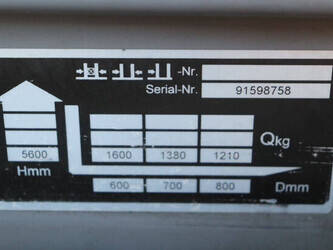 -Nr.
Serial-Nr. 91598758
5600 1600 1380 1210 Qkg
Hmm
600 700 800 Dmm